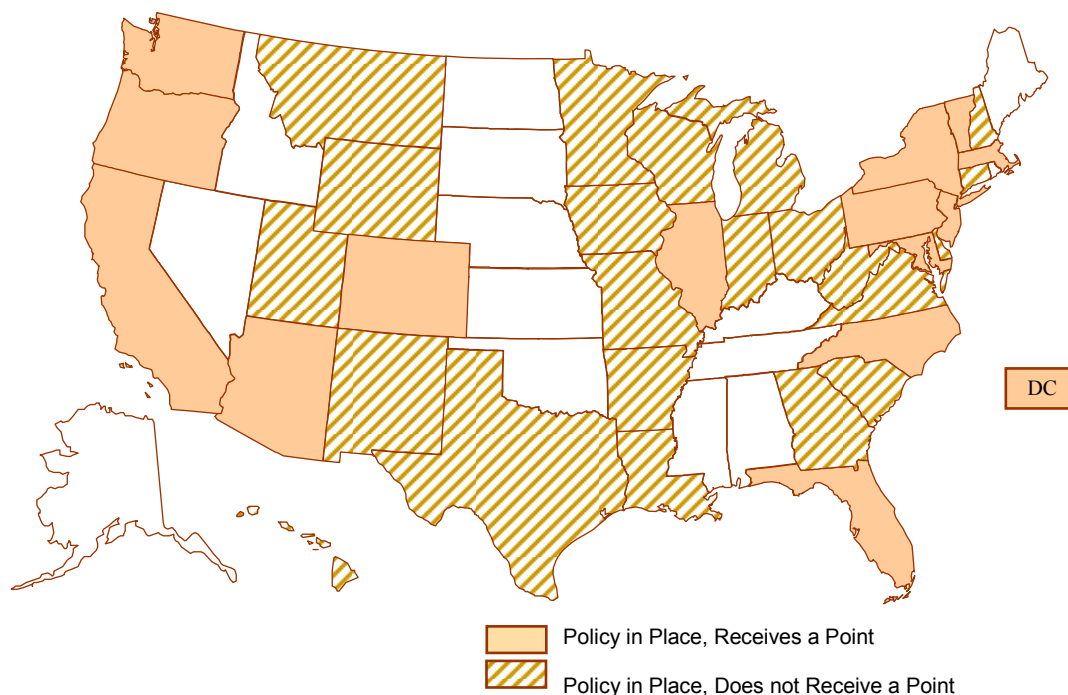 DC
Policy in Place, Receives a Point
Policy in Place, Does not Receive a Point